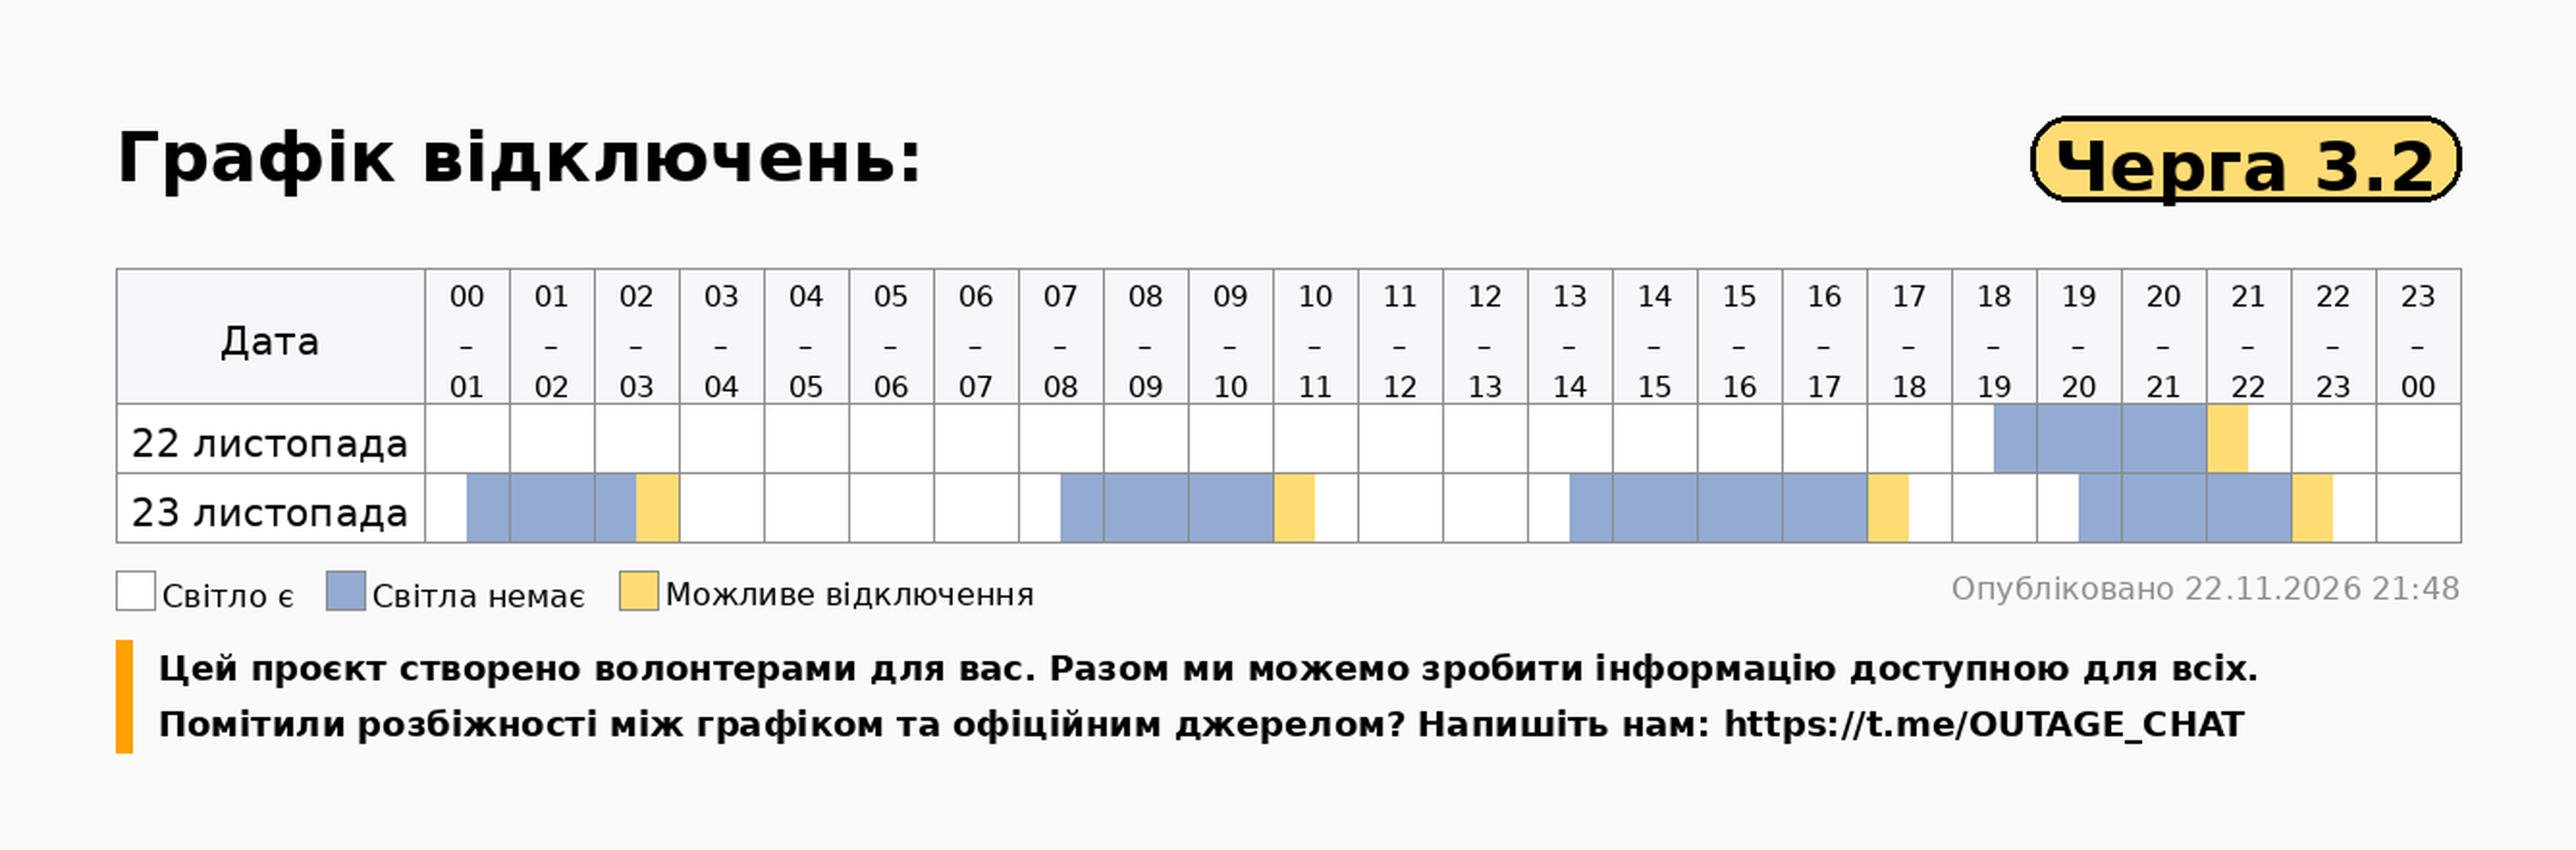 Графік відключень:
Черга 3.2
Дата 00 – 01 01 – 02 02 – 03 03 – 04 04 – 05 05 – 06 06 – 07 07 – 08 08 – 09 09 – 10 10 – 11 11 – 12 12 – 13 13 – 14 14 – 15 15 – 16 16 – 17 17 – 18 18 – 19 19 – 20 20 – 21 21 – 22 22 – 23 23 – 00
22 листопада
23 листопада
Світло є Світла немає Можливе відключення
Опубліковано 22.11.2026 21:48
Цей проєкт створено волонтерами для вас. Разом ми можемо зробити інформацію доступною для всіх.
Помітили розбіжності між графіком та офіційним джерелом? Напишіть нам: https://t.me/OUTAGE_CHAT